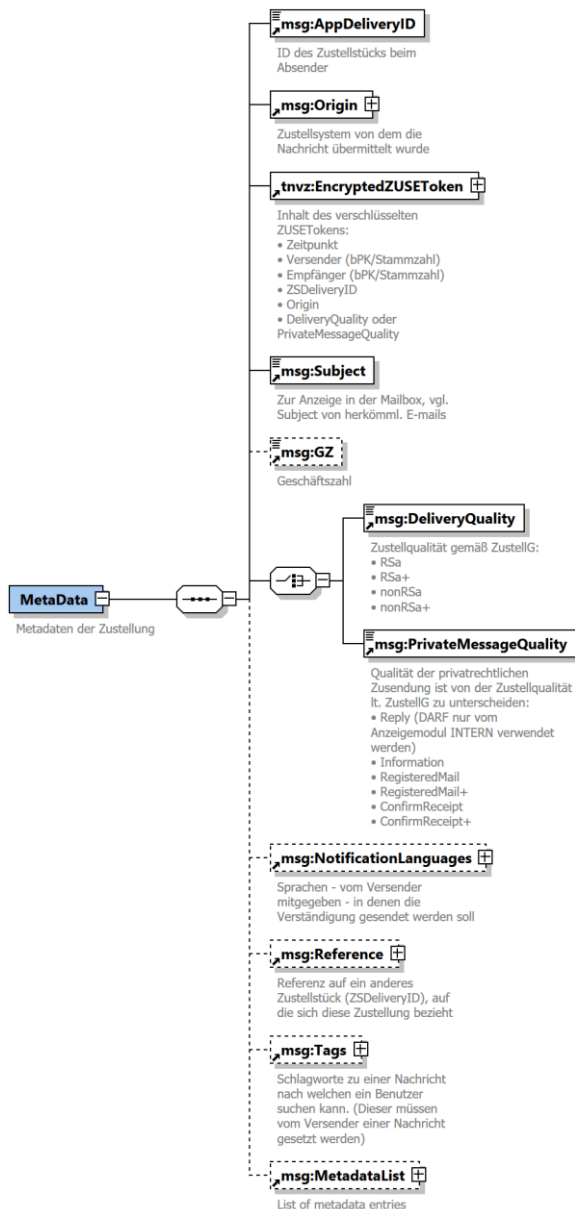 msg:AppDeliveryID
ID des Zustellstücks beim
Absender
msg:Origin
Zustellsystem von dem die
Nachricht übermittelt wurde
tnvz:EncryptedZUSEToken
Inhalt des verschlüsselten
ZUSETokens:
• Zeitpunkt
• Versender (bPK/Stammzahl)
• Empfänger (bPK/Stammzahl)
• ZSDeliveryID
• Origin
• DeliveryQuality oder
PrivateMessageQuality
msg:Subject
Zur Anzeige in der Mailbox, vgl.
Subject von herkömml. E-mails
msg:GZ
Geschäftszahl
msg:DeliveryQuality
Zustellqualität gemäß ZustellG:
• RSa
• RSa+
• nonRSa
• nonRSa+
MetaData
Metadaten der Zustellung
msg:PrivateMessageQuality
Qualität der privatrechtlichen
Zusendung ist von der Zustellqualität
lt. ZustellG zu unterscheiden:
• Reply (DARF nur vom
Anzeigemodul INTERN verwendet
werden)
• Information
• RegisteredMail
• RegisteredMail+
• ConfirmReceipt
• ConfirmReceipt+
msg:NotificationLanguages
Sprachen - vom Versender
mitgegeben - in denen die
Verständigung gesendet werden soll
msg:Reference
Referenz auf ein anderes
Zustellstück (ZSDeliveryID), auf
die sich diese Zustellung bezieht
msg:Tags
Schlagworte zu einer Nachricht
nach welchen ein Benutzer
suchen kann. (Dieser müssen
vom Versender einer Nachricht
gesetzt werden)
msg:MetadataList
List of metadata entries